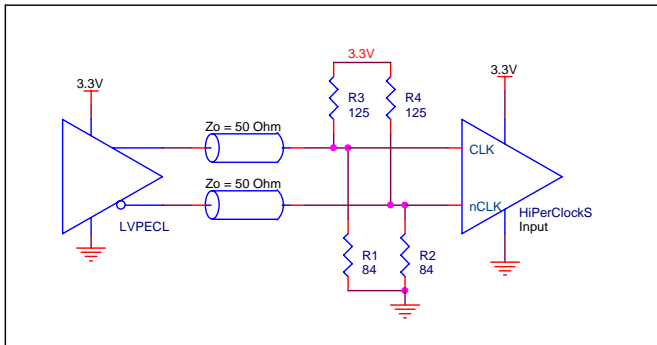 3.3V
3.3V
3.3V
R3
125
R4
125
Zo = 50 Ohm
CLK
Zo = 50 Ohm
nCLK
LVPECL
HiPerClockS
Input
R1
84
R2
84